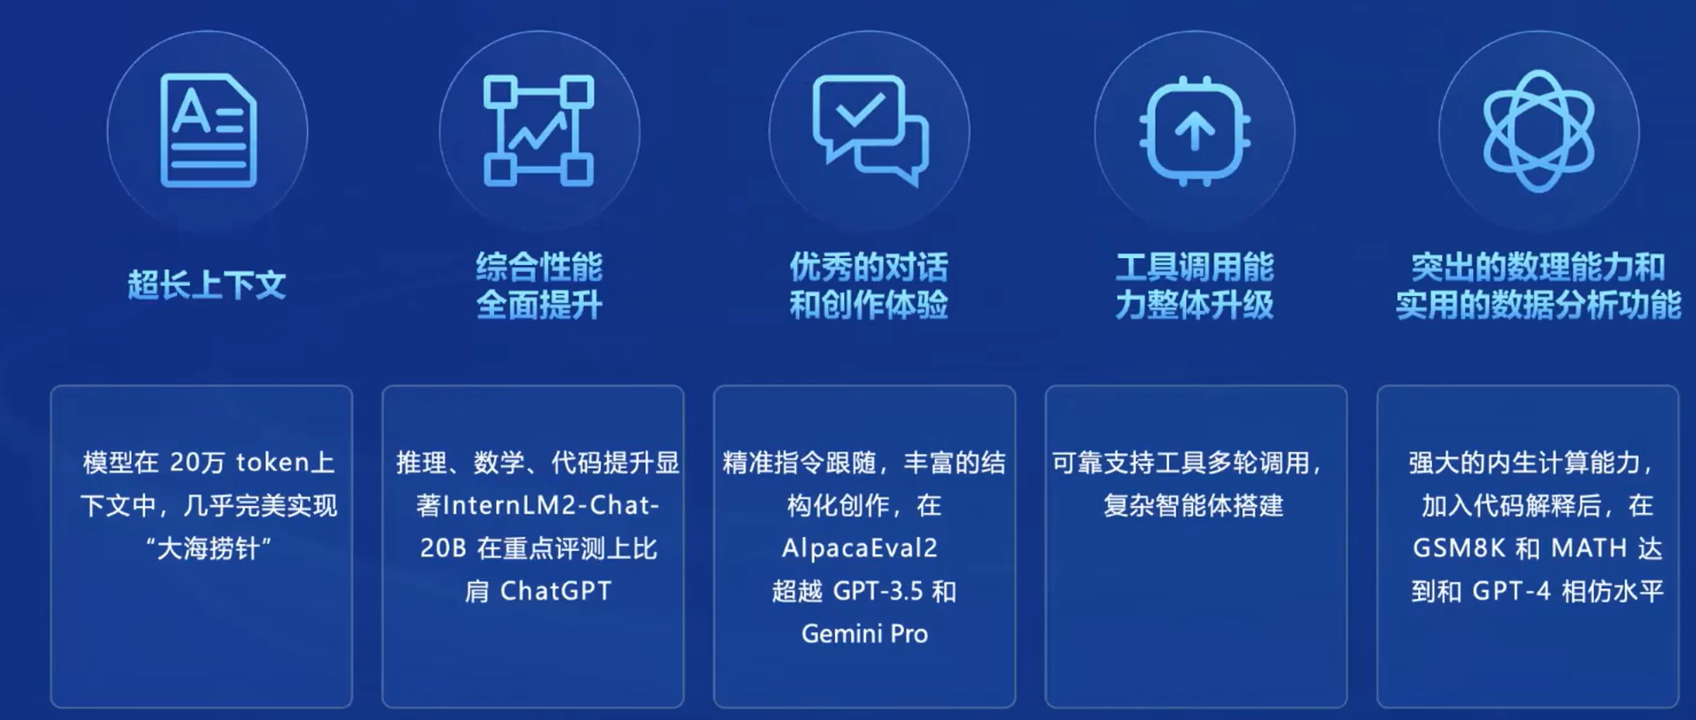 超长上下文
综合性能
全面提升
优秀的对话
和创作体验
工具调用能
力整体升级
突出的数理能力和
实用的数据分析功能
模型在 20万 token上
下文中，几乎完美实现
“大海捞针”
推理、数学、代码提升显
著InternLM2-Chat-
20B 在重点评测上比
肩 ChatGPT
精准指令跟随，丰富的结
构化创作，在
AlpacaEval2
超越 GPT-3.5 和
Gemini Pro
可靠支持工具多轮调用，
复杂智能体搭建
强大的内生计算能力，
加入代码解释后，在
GSM8K 和 MATH 达
到和 GPT-4 相仿水平